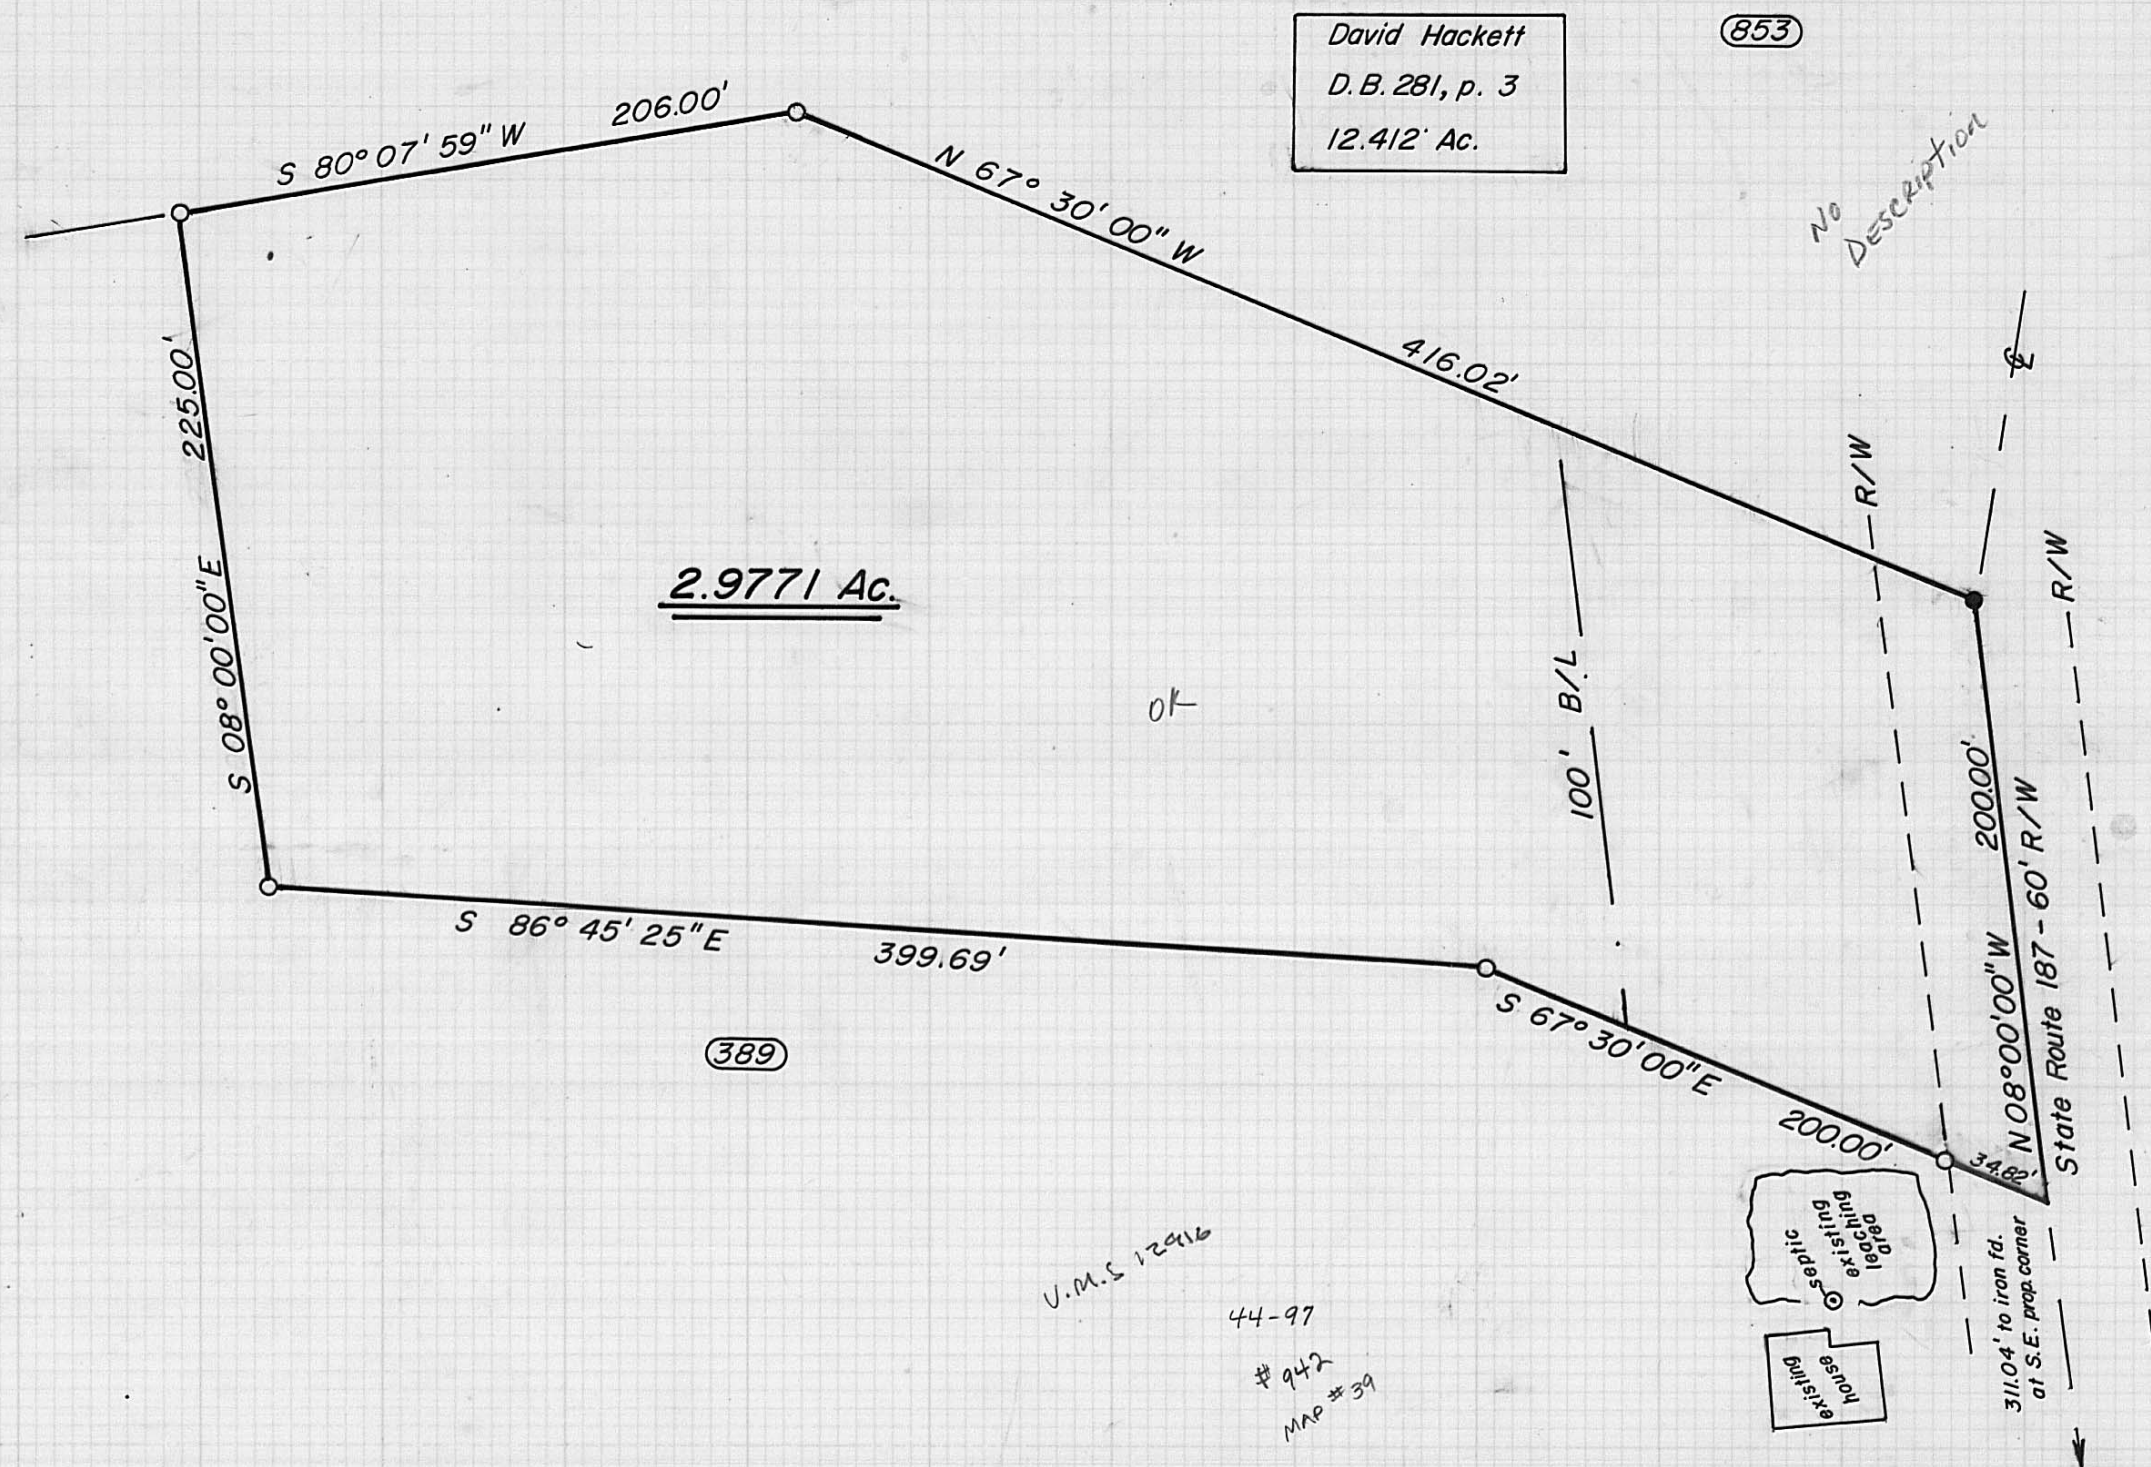 David Hackett
D.B. 281, p. 3
12.412 Ac.
853
No
Description
S 80° 07' 59" W
206.00'
N 67° 30' 00" W
416.02'
℄
R/W
R/W
225.00'
S 08° 00' 00" E
2.9771 Ac.
OK
100' B/L
200.00'
N 08° 00' 00" W
State Route 187 - 60' R/W
S 86° 45' 25" E
399.69'
S 67° 30' 00" E
200.00'
34.82'
389
septic
existing
leaching
area
existing
house
311.04' to iron fd.
at S.E. prop. corner
V.M.S 12916
44-97
# 942
MAP # 39